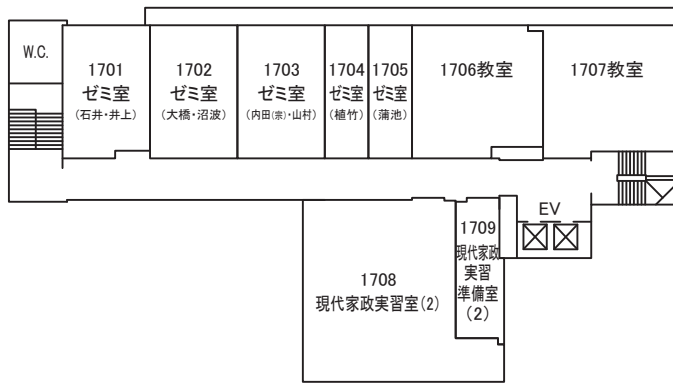 W.C.
1701
ゼミ室
(石井・井上)
1702
ゼミ室
(大橋・沼波)
1703
ゼミ室
(内田(宗)・山村)
1704
ゼミ室
(植竹)
1705
ゼミ室
(蒲池)
1706教室
1707教室
EV
1708
現代家政実習室(2)
1709
現代家政
実習
準備室
(2)